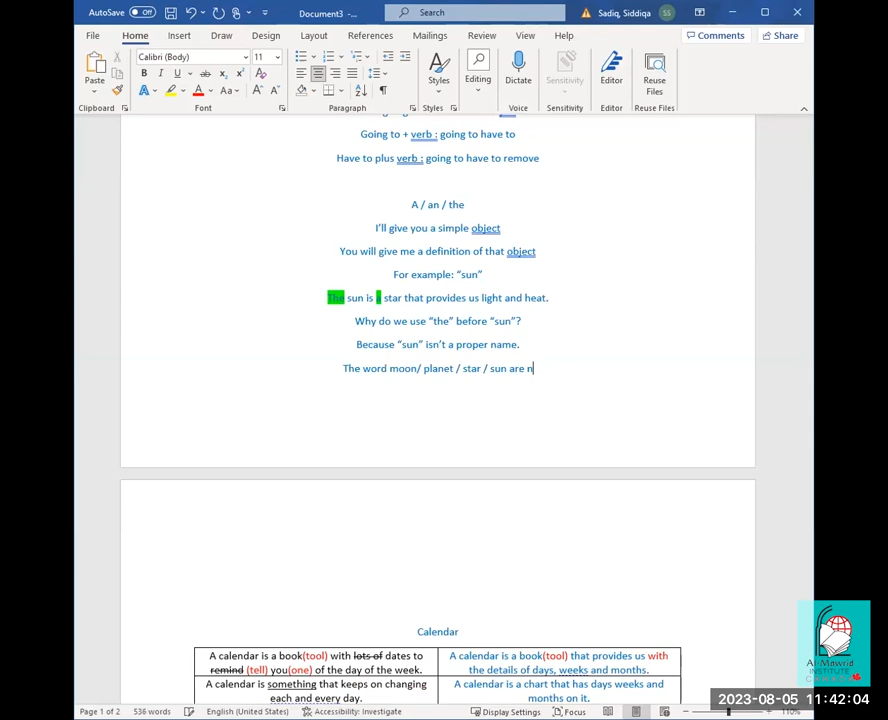 AutoSave Off Document3 -... Search Sadiq, Siddiqa SS
File Home Insert Draw Design Layout References Mailings Review View Help Comments Share
Calibri (Body) 11
Paste Styles Editing Dictate Sensitivity Editor Reuse Files
Clipboard Font Paragraph Styles Voice Sensitivity Editor Reuse Files
Going to + verb : going to have to
Have to plus verb : going to have to remove
A / an / the
I'll give you a simple object
You will give me a definition of that object
For example: “sun”
The sun is a star that provides us light and heat.
Why do we use “the” before “sun”?
Because “sun” isn't a proper name.
The word moon/ planet / star / sun are n
Calendar
A calendar is a book(tool) with lots of dates to
remind (tell) you(one) of the day of the week.
A calendar is a book(tool) that provides us with
the details of days, weeks and months.
A calendar is something that keeps on changing
each and every day.
A calendar is a chart that has days weeks and
months on it.
Al-Mawrid
INSTITUTE
CANADA
Page 1 of 2 536 words English (United States) Accessibility: Investigate Display Settings Focus 110%
2023-08-05 11:42:04